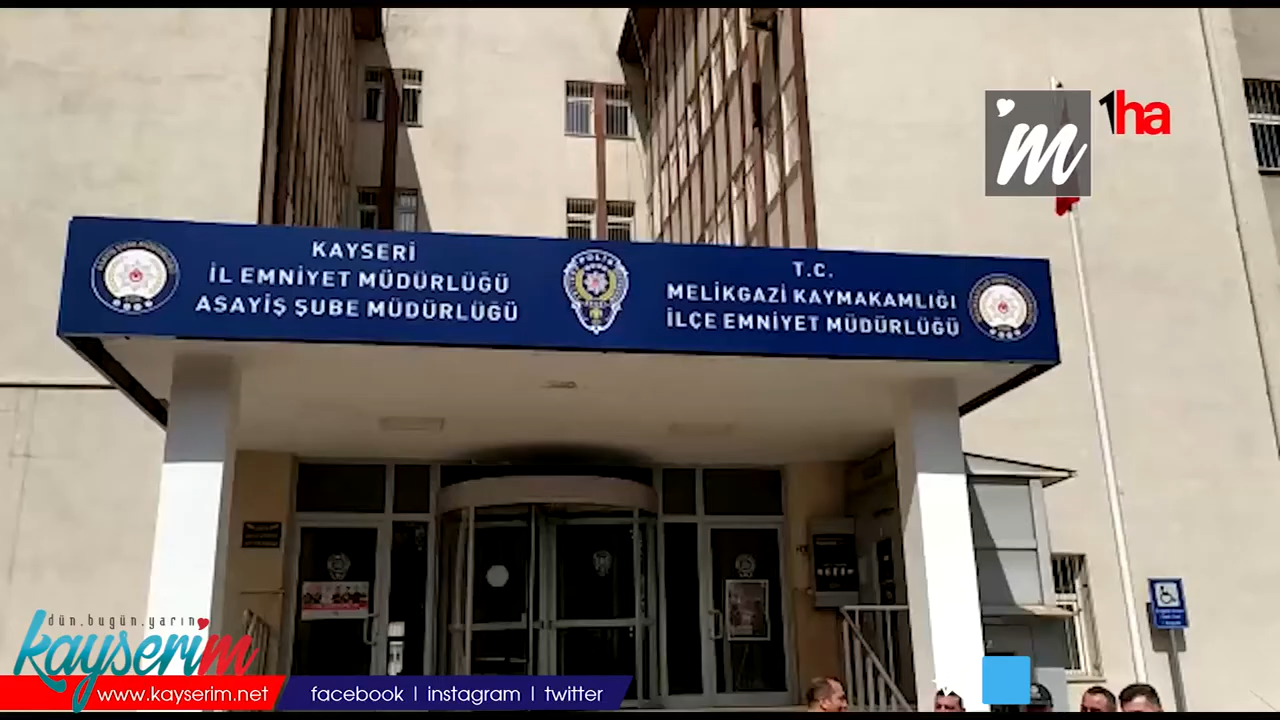 'm
1ha
KAYSERİ
İL EMNİYET MÜDÜRLÜĞÜ
ASAYİŞ ŞUBE MÜDÜRLÜĞÜ
POLİS
T.C.
MELİKGAZİ KAYMAKAMLIĞI
İLÇE EMNİYET MÜDÜRLÜĞÜ
dün.bugün.yarın
kayserim
www.kayserim.net
facebook | instagram | twitter